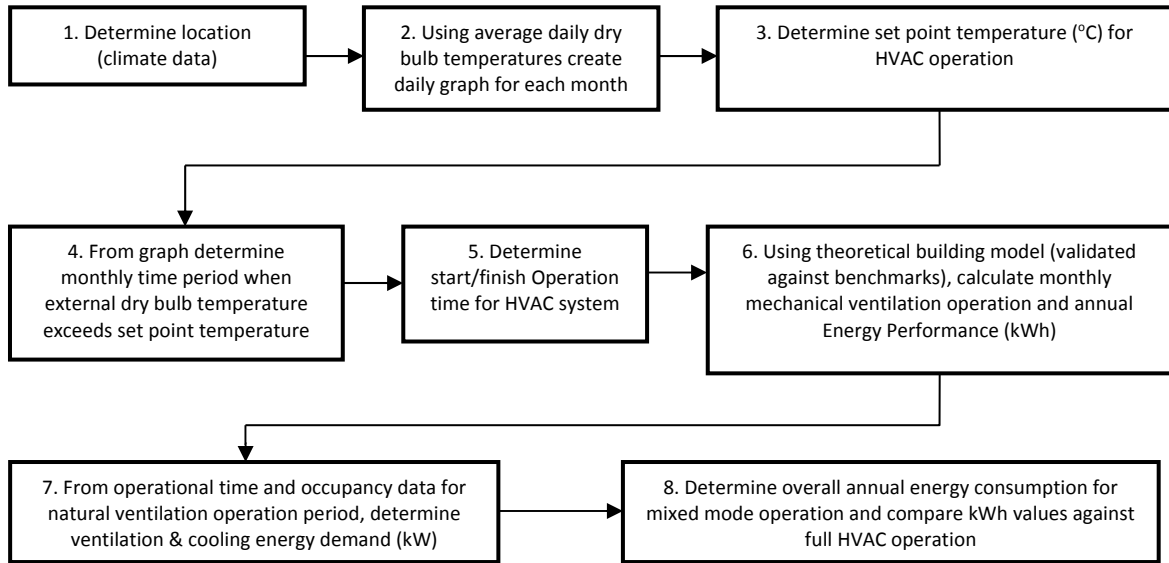 1. Determine location
(climate data)
2. Using average daily dry
bulb temperatures create
daily graph for each month
3. Determine set point temperature (°C) for
HVAC operation
4. From graph determine
monthly time period when
external dry bulb temperature
exceeds set point temperature
5. Determine
start/finish Operation
time for HVAC system
6. Using theoretical building model (validated
against benchmarks), calculate monthly
mechanical ventilation operation and annual
Energy Performance (kWh)
7. From operational time and occupancy data for
natural ventilation operation period, determine
ventilation & cooling energy demand (kW)
8. Determine overall annual energy consumption for
mixed mode operation and compare kWh values against
full HVAC operation